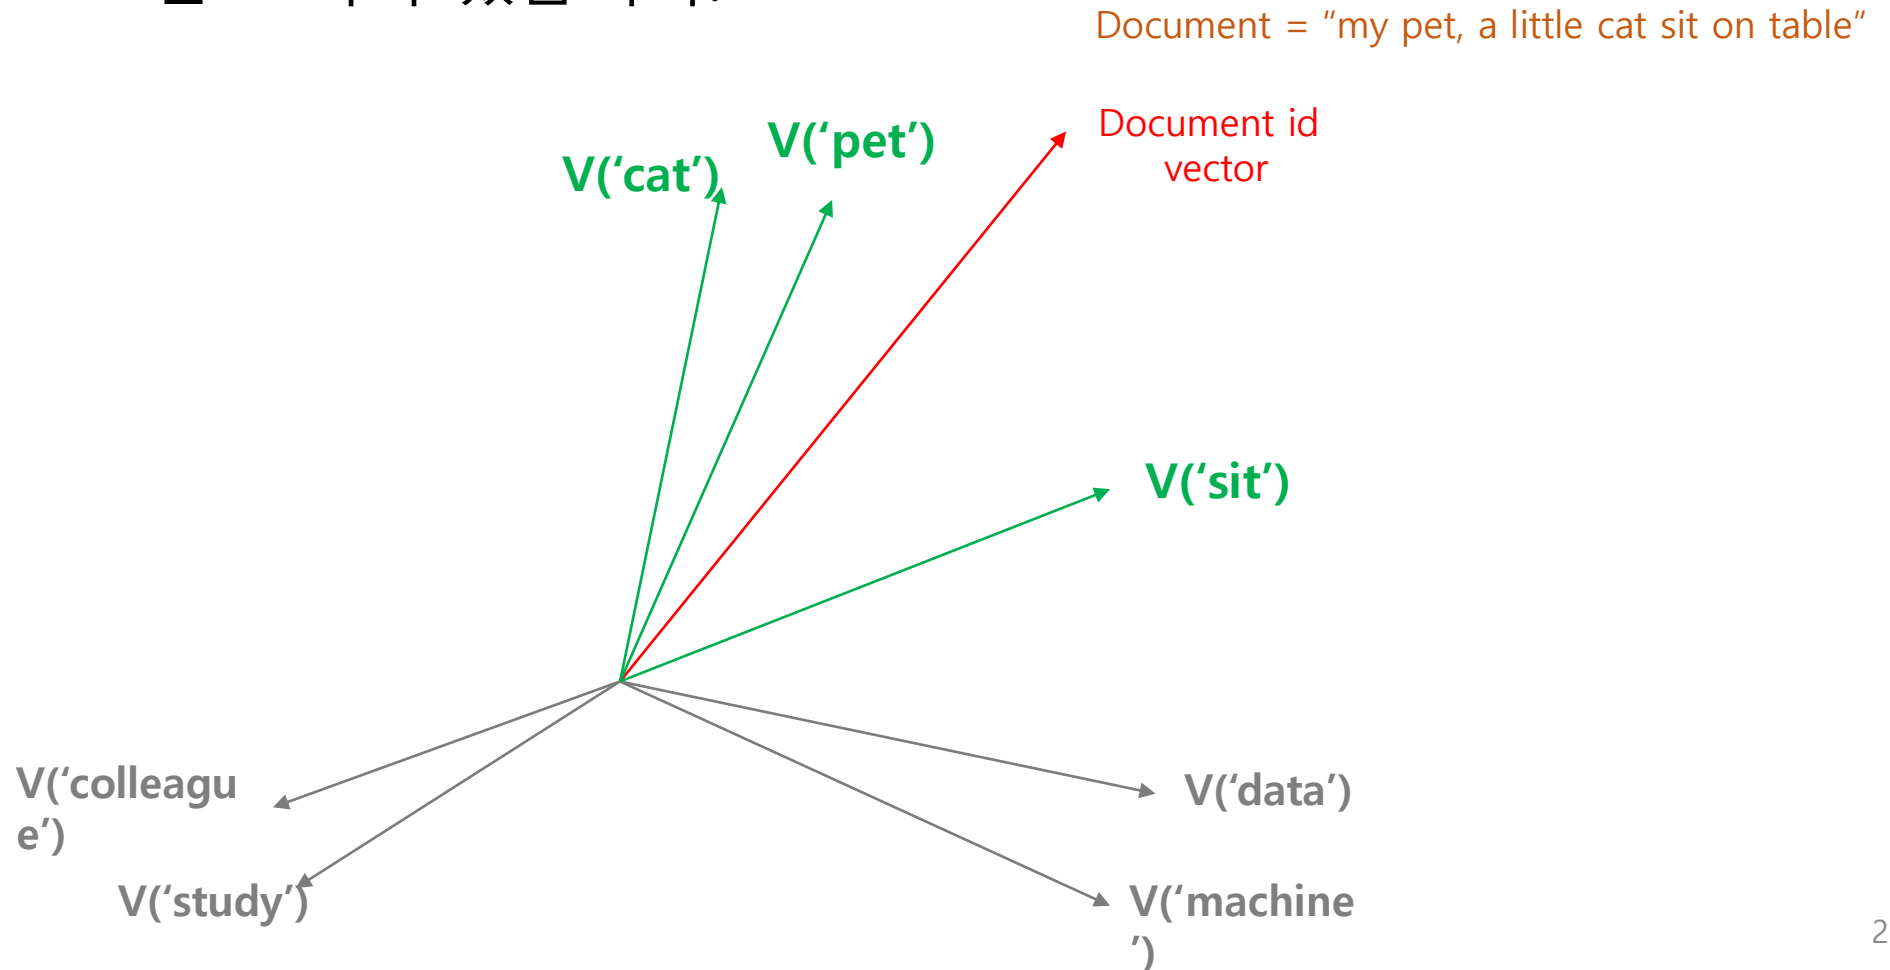 Document = “my pet, a little cat sit on table”
Document id
vector
V(‘pet’)
V(‘cat’)
V(‘sit’)
V(‘colleagu
e’)
V(‘data’)
V(‘study’)
V(‘machine
’)
2